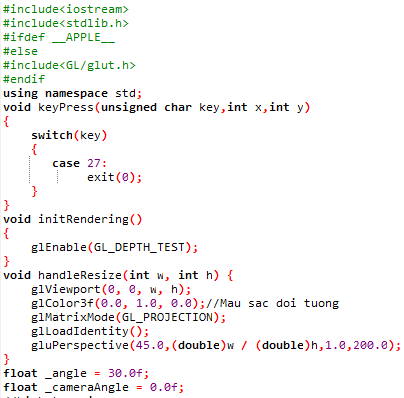 #include<iostream>
#include<stdlib.h>
#ifdef __APPLE__
#else
#include<GL/glut.h>
#endif
using namespace std;
void keyPress(unsigned char key,int x,int y)
{
    switch(key)
    {
       case 27:
            exit(0);
    }
}
void initRendering()
{
    glEnable(GL_DEPTH_TEST);
}
void handleResize(int w, int h) {
    glViewport(0, 0, w, h);
    glColor3f(0.0, 1.0, 0.0);//Mau sac doi tuong
    glMatrixMode(GL_PROJECTION);
    glLoadIdentity();
    gluPerspective(45.0,(double)w / (double)h,1.0,200.0);
}
float _angle = 30.0f;
float _cameraAngle = 0.0f;